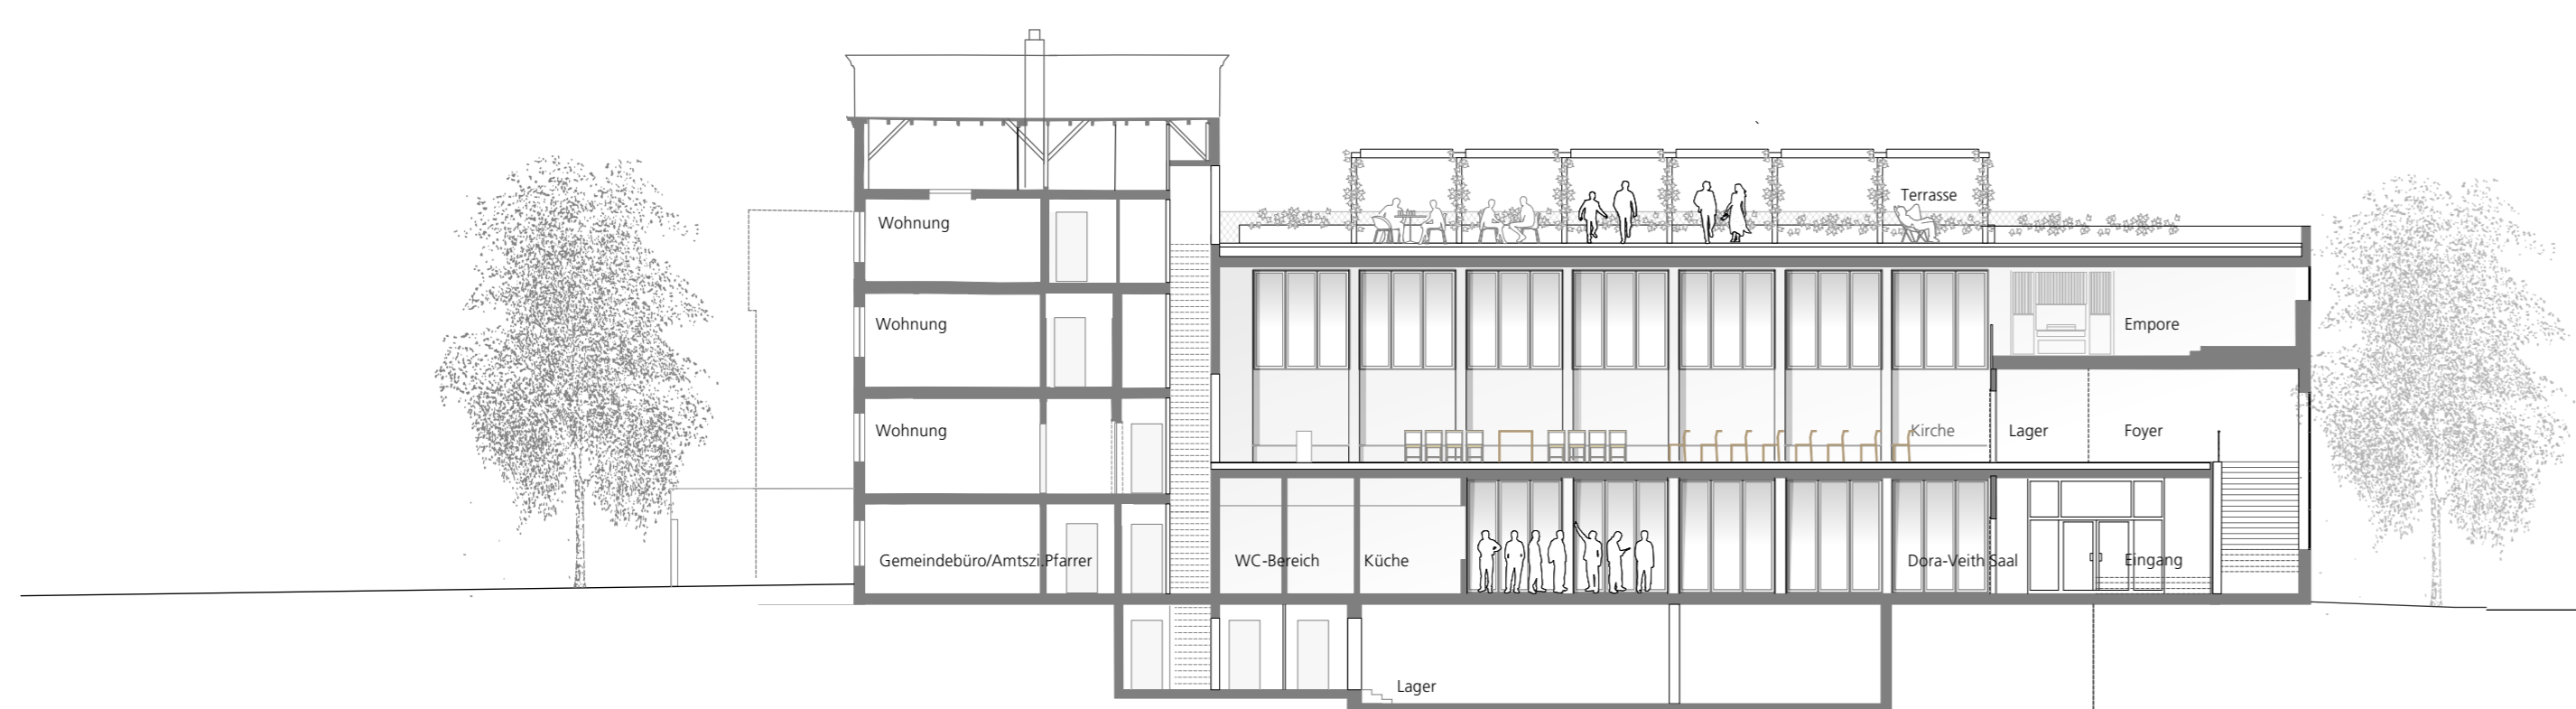 Terrasse
Wohnung
Wohnung
Empore
Wohnung
Kirche
Lager
Foyer
Gemeindebüro/Amtszi.Pfarrer
WC-Bereich
Küche
Dora-Veith Saal
Eingang
Lager